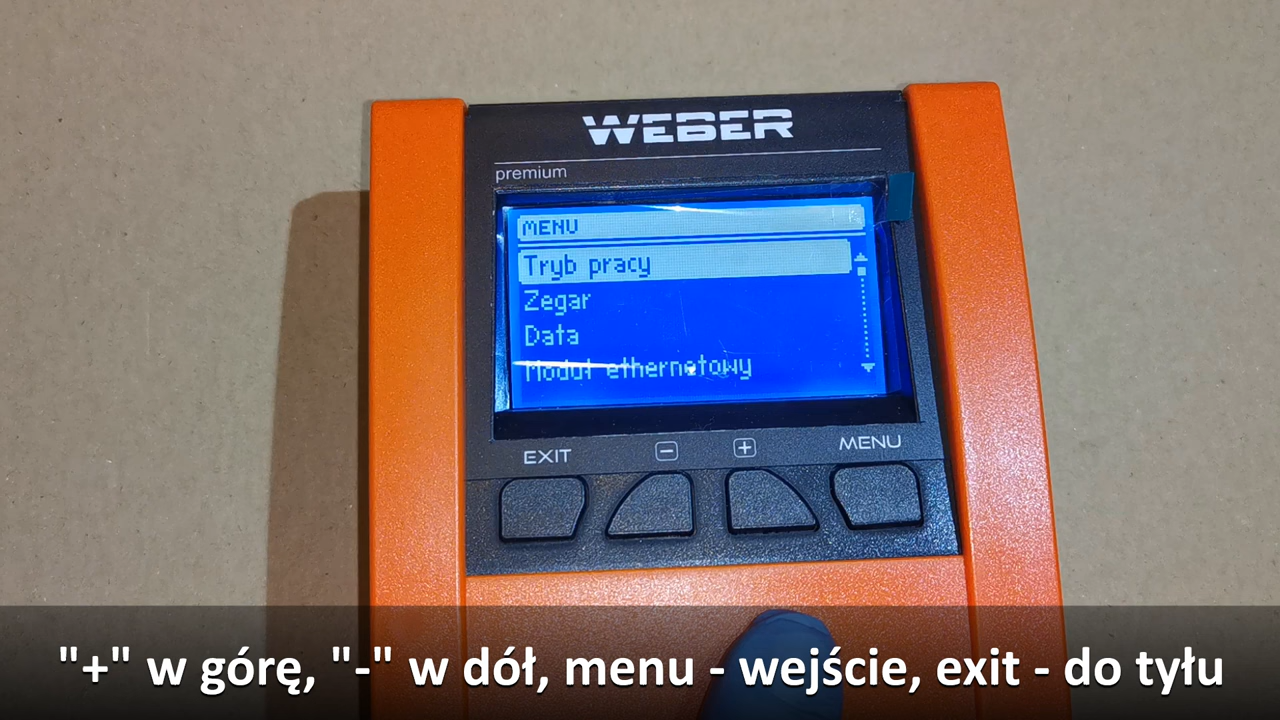 WEBER
premium
MENU
Tryb pracy
Zegar
Data
Moduł ethernetowy
EXIT - + MENU
"+" w górę, "-" w dół, menu - wejście, exit - do tyłu